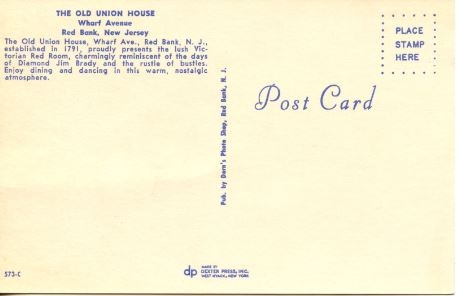 THE OLD UNION HOUSE
Wharf Avenue
Red Bank, New Jersey
The Old Union House, Wharf Ave., Red Bank, N. J.,
established in 1791, proudly presents the lush Vic-
torian Red Room, charmingly reminiscent of the days
of Diamond Jim Brady and the rustle of bustles.
Enjoy dining and dancing in this warm, nostalgic
atmosphere.
PLACE
STAMP
HERE
Post Card
Pub. by Dorn's Photo Shop, Red Bank, N. J.
573-C
dp
MADE BY
DEXTER PRESS, INC.
WEST NYACK, NEW YORK